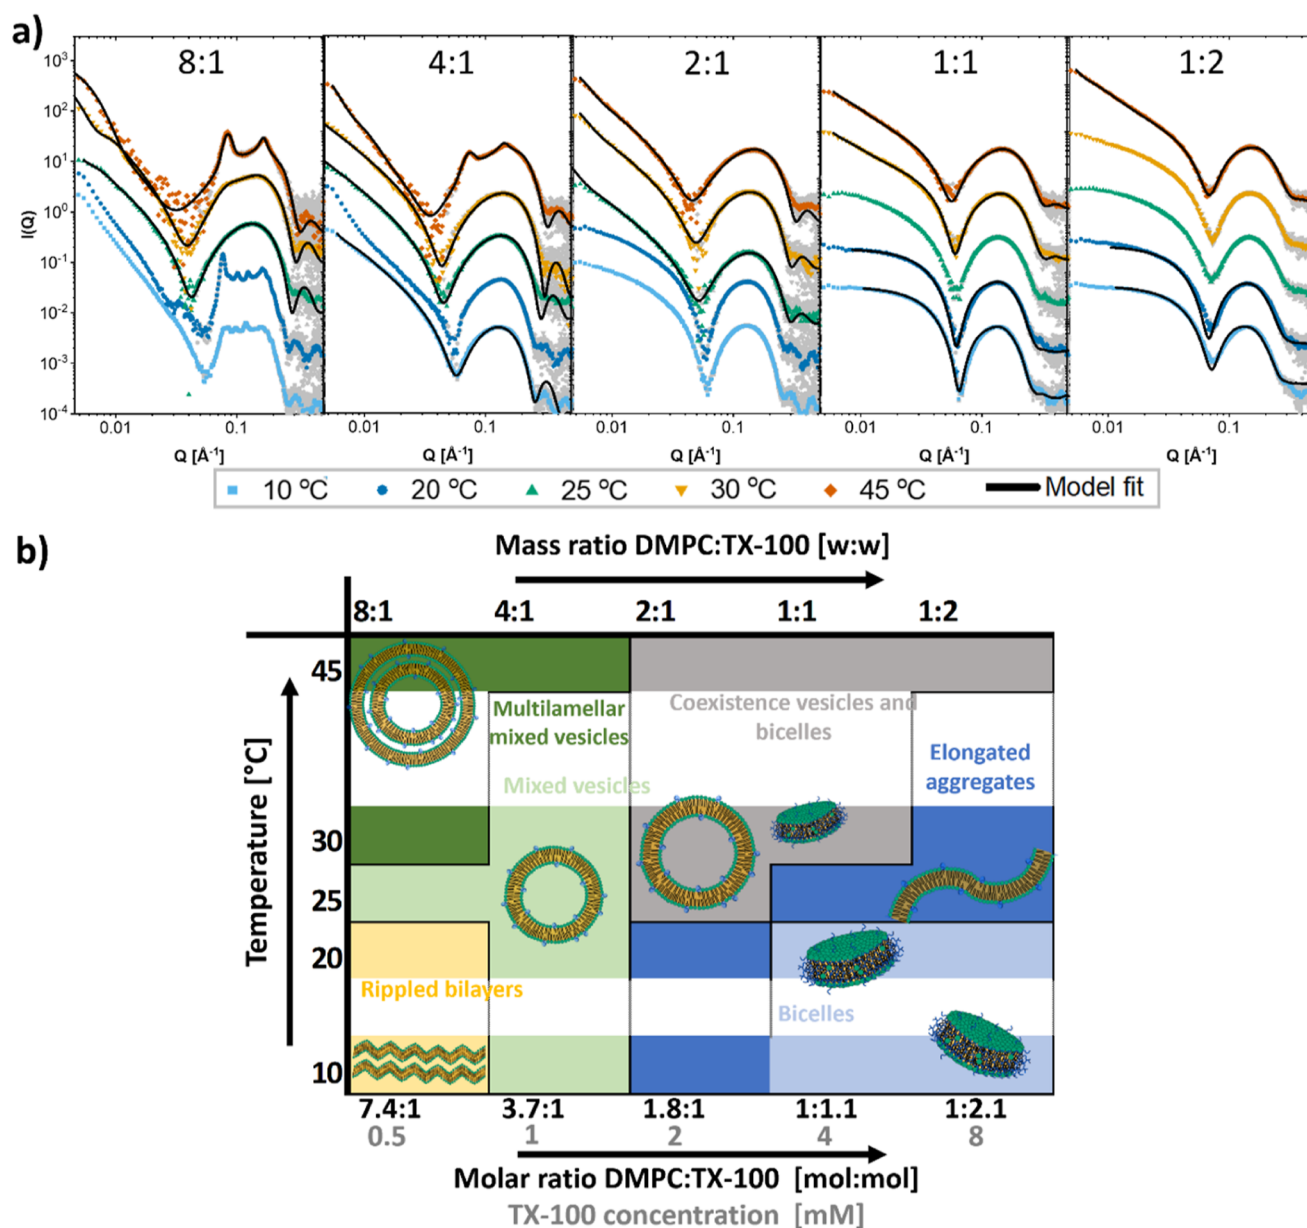 a)
8:1 4:1 2:1 1:1 1:2
10³
10²
10¹
10⁰
10⁻¹
10⁻²
10⁻³
10⁻⁴
I(Q)
0.01 0.1 0.01 0.1 0.01 0.1 0.01 0.1 0.01 0.1
Q [Å⁻¹] Q [Å⁻¹] Q [Å⁻¹] Q [Å⁻¹] Q [Å⁻¹]
10 ºC 20 ºC 25 ºC 30 ºC 45 ºC Model fit
b)
Mass ratio DMPC:TX-100 [w:w]
8:1 4:1 2:1 1:1 1:2
Temperature [°C]
45
30
25
20
10
Multilamellar
mixed vesicles
Coexistence vesicles and
bicelles
Elongated
aggregates
Mixed vesicles
Rippled bilayers
Bicelles
7.4:1 3.7:1 1.8:1 1:1.1 1:2.1
0.5 1 2 4 8
Molar ratio DMPC:TX-100 [mol:mol]
TX-100 concentration [mM]